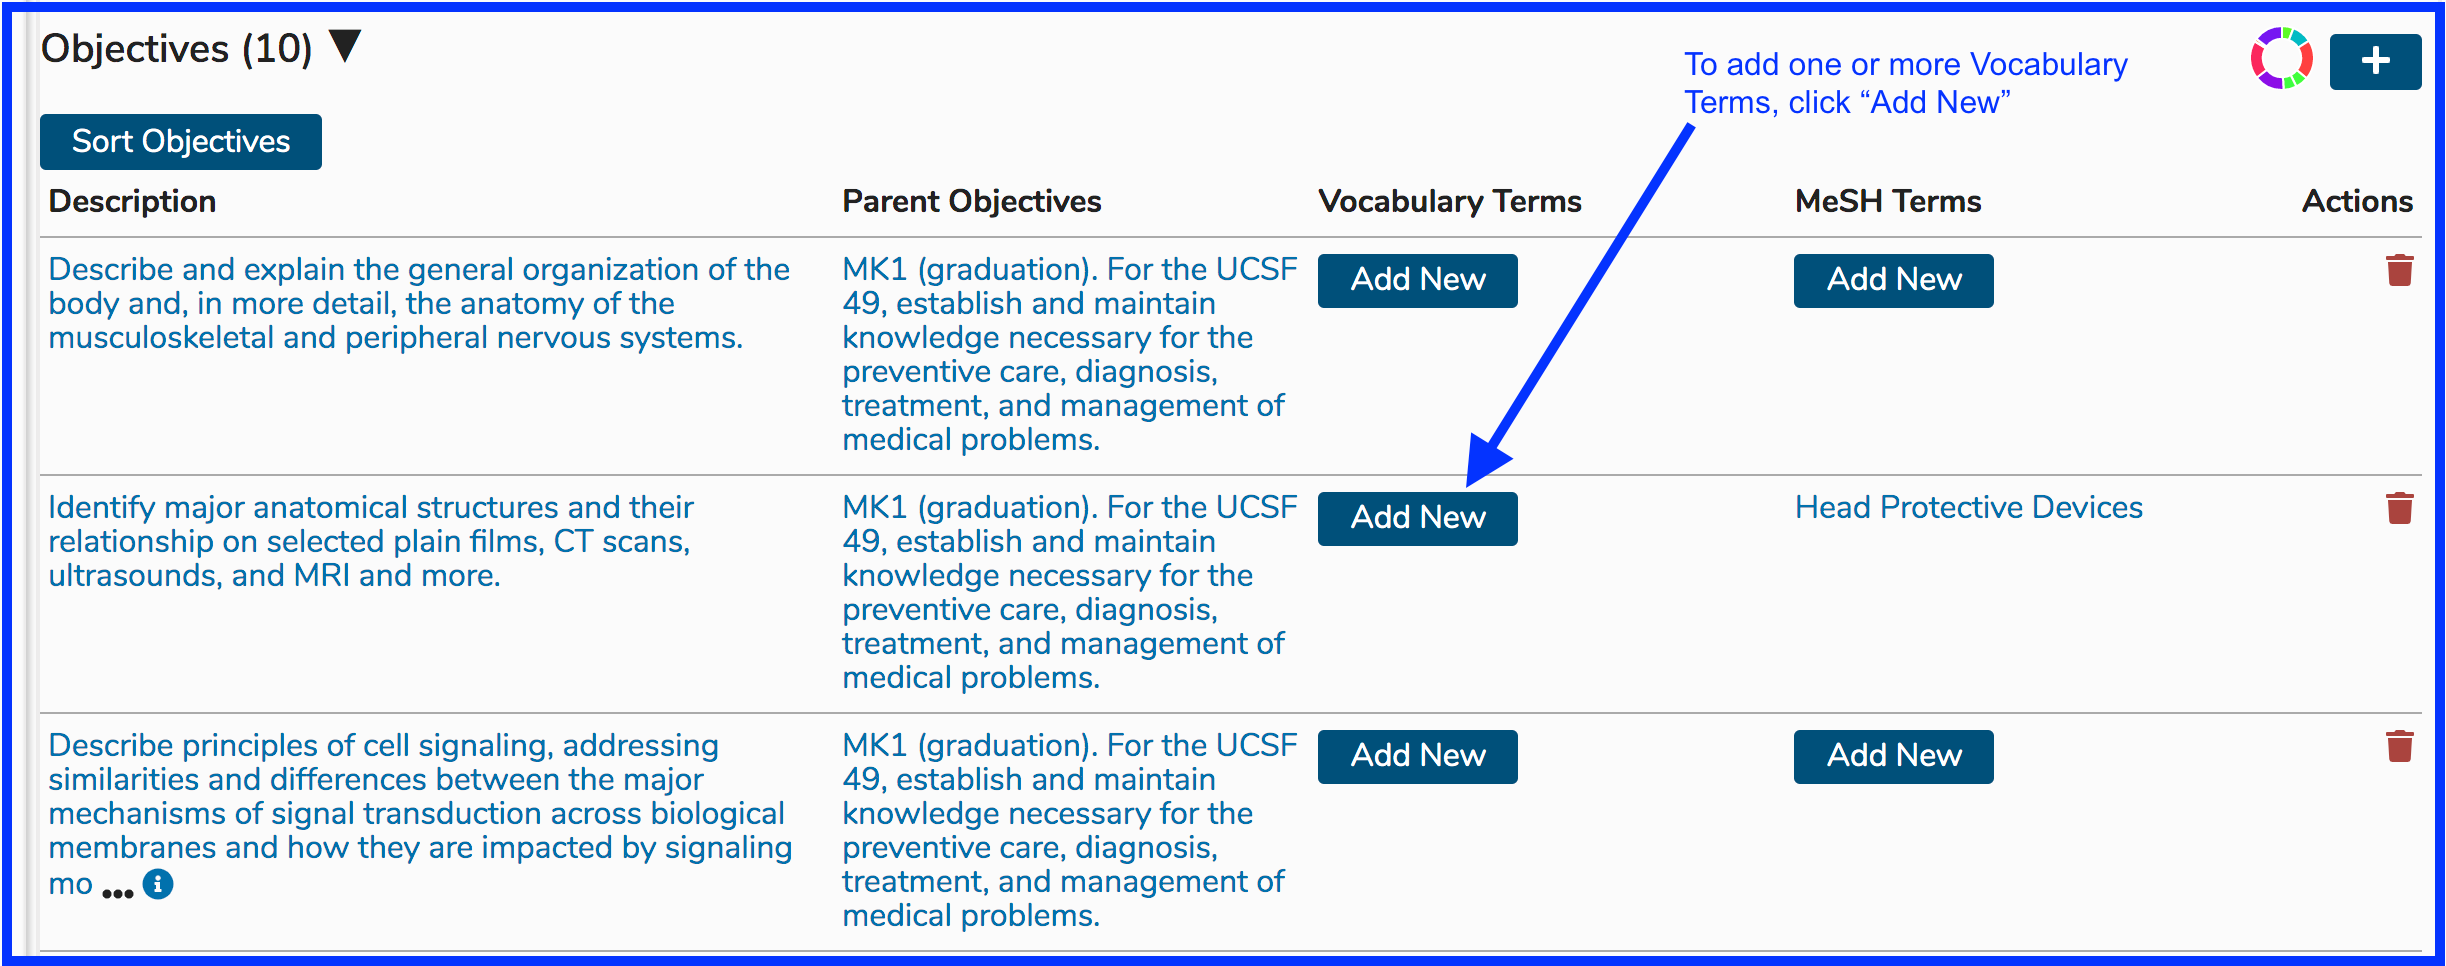 Objectives (10) ▼
To add one or more Vocabulary
Terms, click “Add New”
+
Sort Objectives
Description Parent Objectives Vocabulary Terms MeSH Terms Actions
Describe and explain the general organization of the
body and, in more detail, the anatomy of the
musculoskeletal and peripheral nervous systems.
MK1 (graduation). For the UCSF
49, establish and maintain
knowledge necessary for the
preventive care, diagnosis,
treatment, and management of
medical problems.
Add New
Add New
Identify major anatomical structures and their
relationship on selected plain films, CT scans,
ultrasounds, and MRI and more.
MK1 (graduation). For the UCSF
49, establish and maintain
knowledge necessary for the
preventive care, diagnosis,
treatment, and management of
medical problems.
Add New
Head Protective Devices
Describe principles of cell signaling, addressing
similarities and differences between the major
mechanisms of signal transduction across biological
membranes and how they are impacted by signaling
mo ...
MK1 (graduation). For the UCSF
49, establish and maintain
knowledge necessary for the
preventive care, diagnosis,
treatment, and management of
medical problems.
Add New
Add New